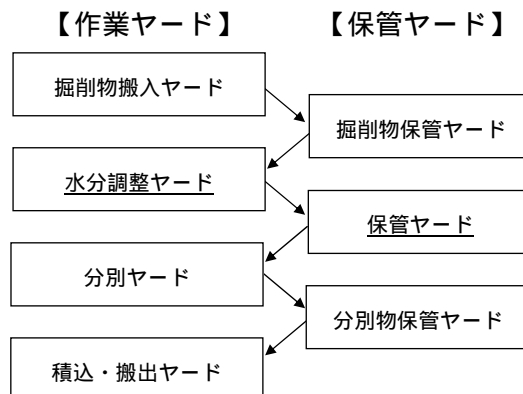 【作業ヤード】
【保管ヤード】
掘削物搬入ヤード
掘削物保管ヤード
水分調整ヤード
保管ヤード
分別ヤード
分別物保管ヤード
積込・搬出ヤード